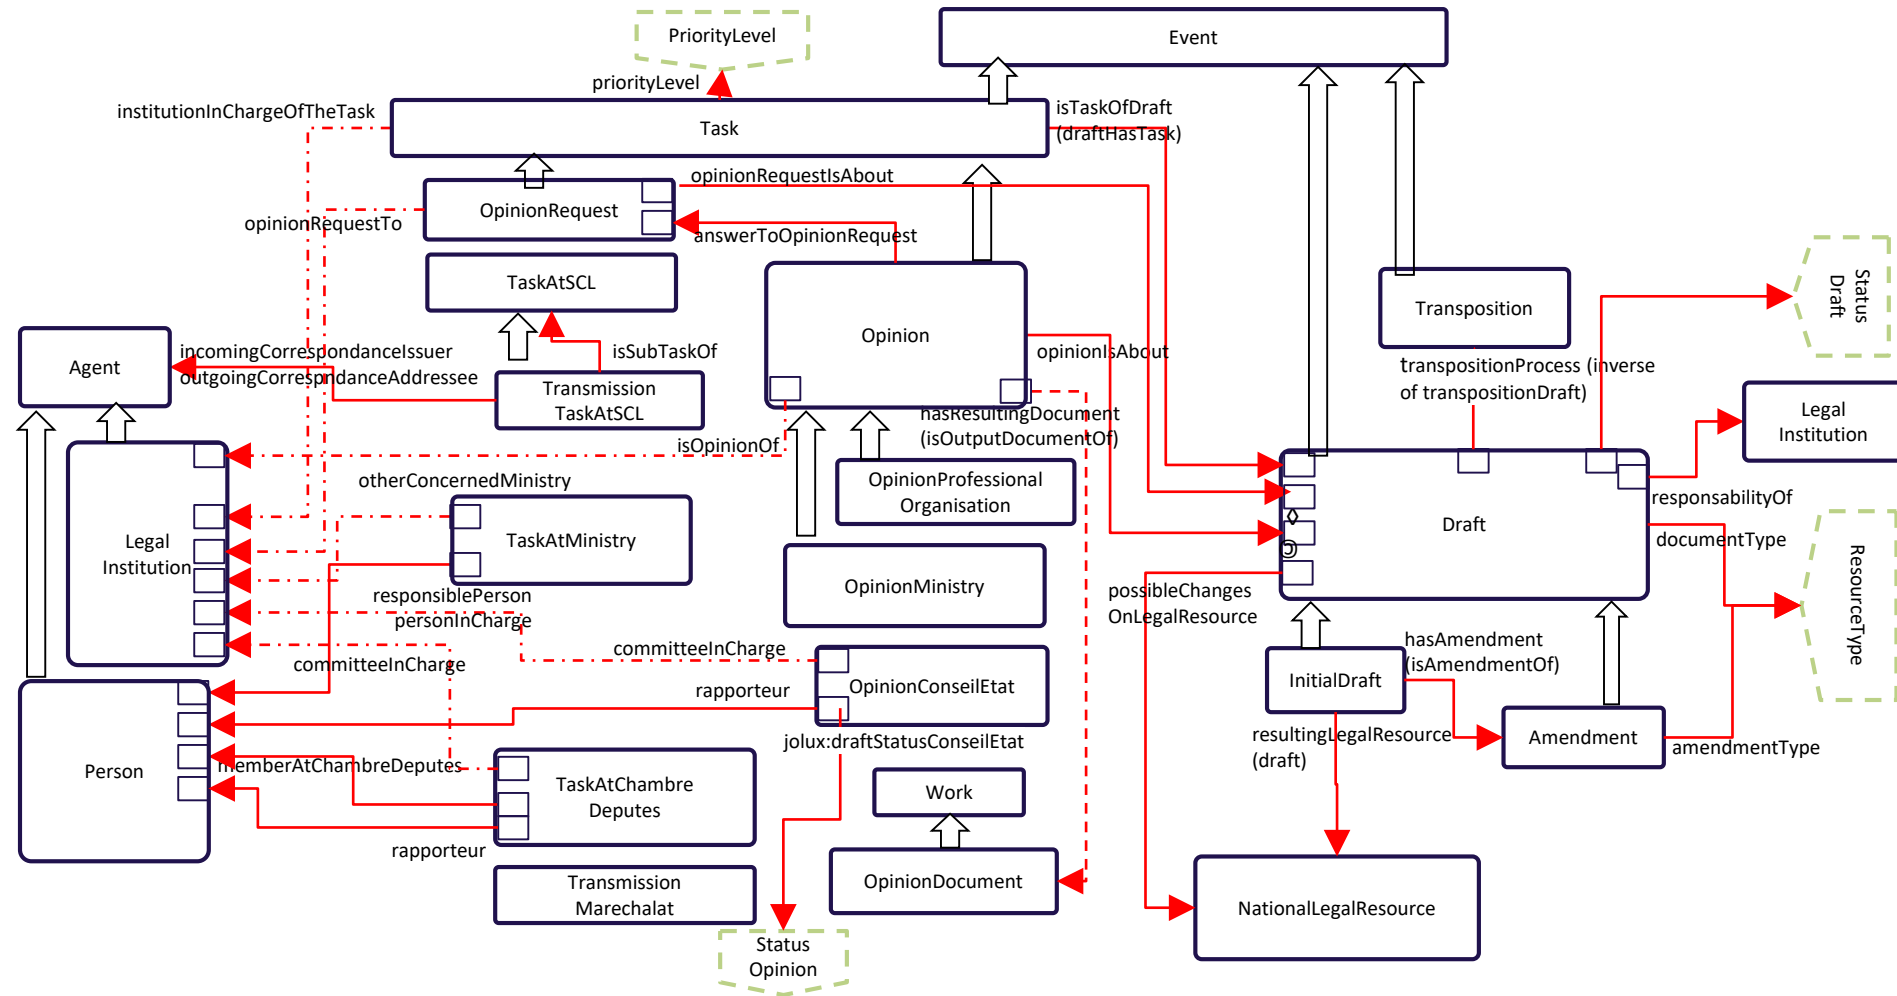 PriorityLevel
Event
priorityLevel
institutionInChargeOfTheTask
Task
isTaskOfDraft
(draftHasTask)
opinionRequestIsAbout
OpinionRequest
opinionRequestTo
answerToOpinionRequest
TaskAtSCL
Opinion
Transposition
Status
Draft
Agent
incomingCorrespondanceIssuer
outgoingCorrespndanceAddressee
isSubTaskOf
opinionIsAbout
transpositionProcess (inverse
of transpositionDraft)
Transmission
TaskAtSCL
hasResultingDocument
(isOutputDocumentOf)
Legal
Institution
isOpinionOf
otherConcernedMinistry
OpinionProfessional
Organisation
responsabilityOf
Legal
Institution
TaskAtMinistry
Draft
documentType
ResourceType
OpinionMinistry
responsiblePerson
personInCharge
possibleChanges
OnLegalResource
committeeInCharge
committeeInCharge
hasAmendment
(isAmendmentOf)
InitialDraft
OpinionConseilEtat
rapporteur
resultingLegalResource
(draft)
Amendment
amendmentType
jolux:draftStatusConseilEtat
Person
memberAtChambreDeputes
TaskAtChambre
Deputes
Work
rapporteur
OpinionDocument
Transmission
Marechalat
NationalLegalResource
Status
Opinion